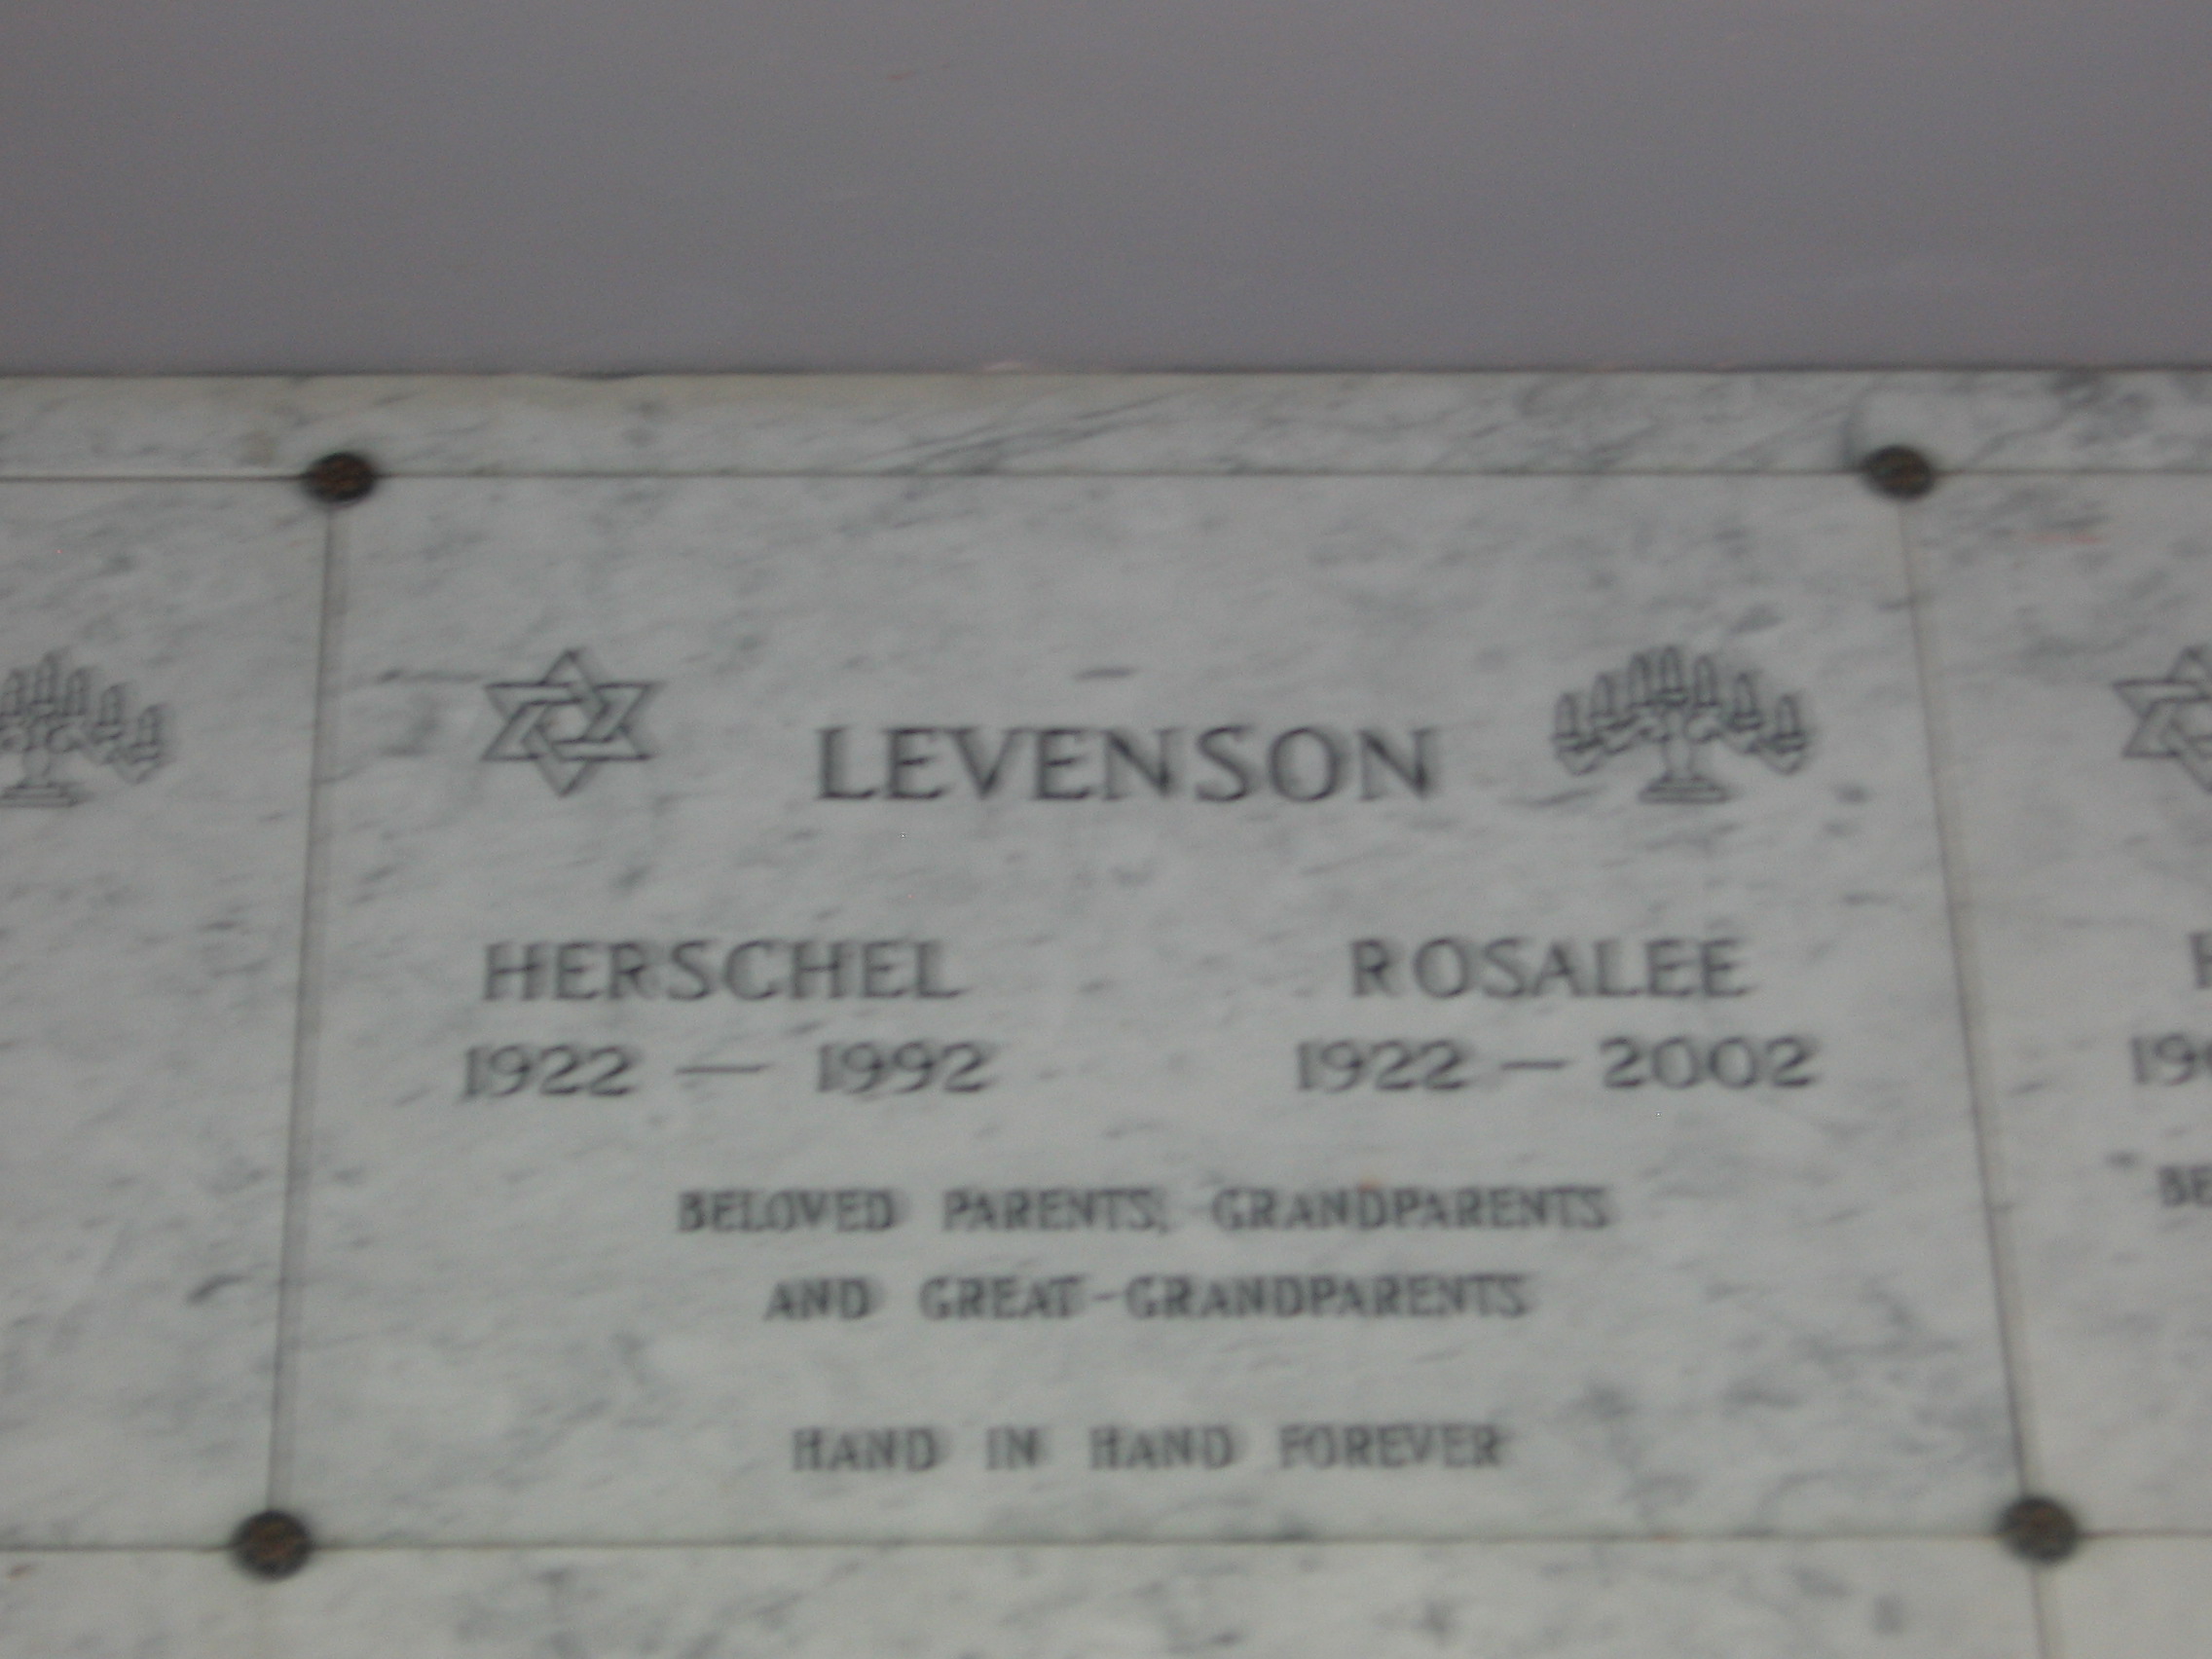 LEVENSON
HERSCHEL ROSALEE
1922 — 1992 1922 — 2002
BELOVED PARENTS, GRANDPARENTS
AND GREAT-GRANDPARENTS
HAND IN HAND FOREVER